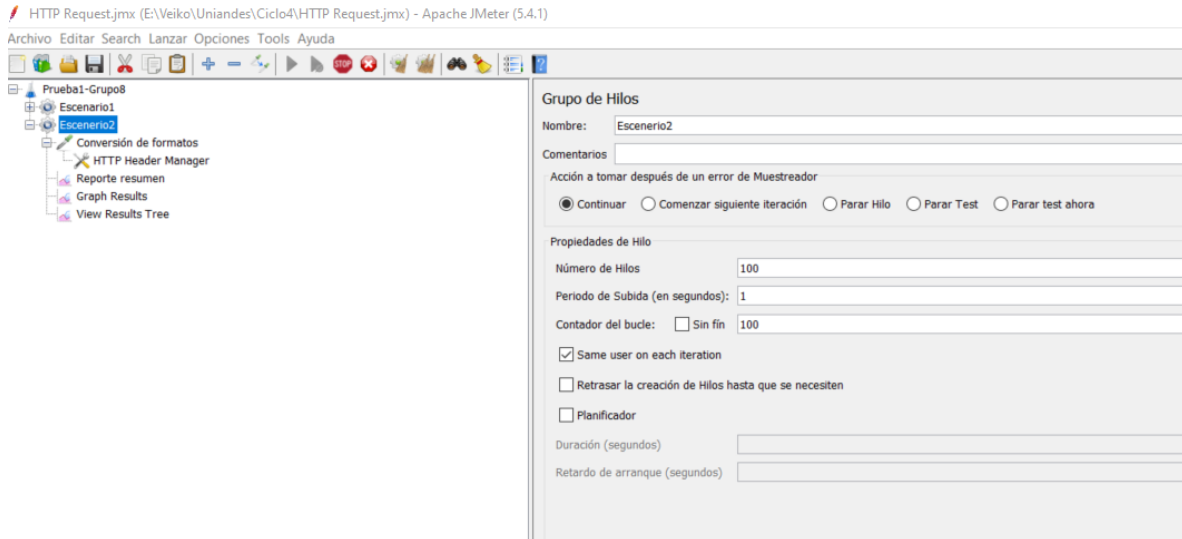 HTTP Request.jmx (E:\Veiko\Uniandes\Ciclo4\HTTP Request.jmx) - Apache JMeter (5.4.1)
Archivo Editar Search Lanzar Opciones Tools Ayuda
STOP
?
Prueba1-Grupo8
Escenario1
Escenerio2
Conversión de formatos
HTTP Header Manager
Reporte resumen
Graph Results
View Results Tree
Grupo de Hilos
Nombre: Escenerio2
Comentarios
Acción a tomar después de un error de Muestreador
Continuar Comenzar siguiente iteración Parar Hilo Parar Test Parar test ahora
Propiedades de Hilo
Número de Hilos 100
Periodo de Subida (en segundos): 1
Contador del bucle: Sin fín 100
Same user on each iteration
Retrasar la creación de Hilos hasta que se necesiten
Planificador
Duración (segundos)
Retardo de arranque (segundos)